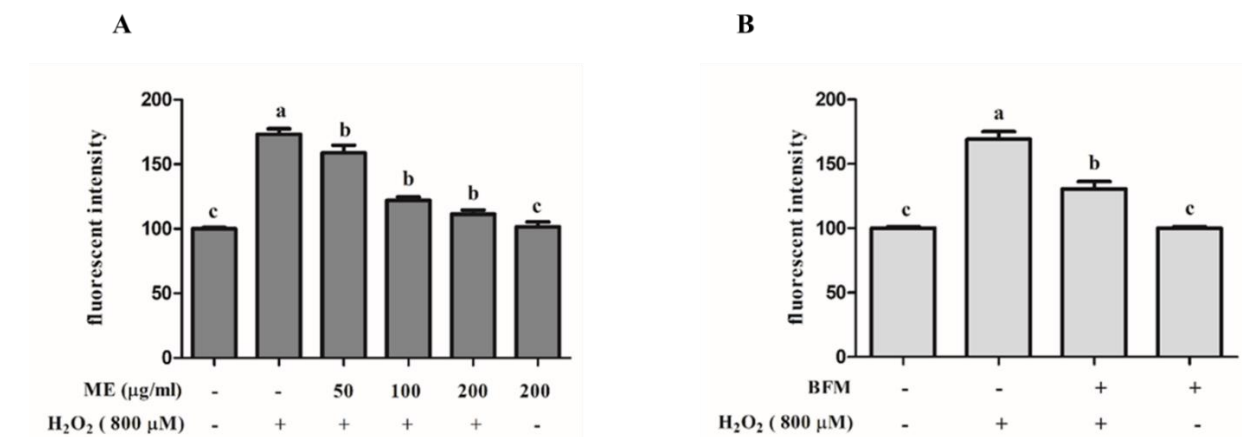 A
fluorescent intensity
200
150
100
50
0
a
b
b
b
c
c
ME (µg/ml) - - 50 100 200 200
H₂O₂ ( 800 µM) - + + + + -
B
fluorescent intensity
200
150
100
50
0
a
b
c
c
BFM - - + +
H₂O₂ ( 800 µM) - + + -